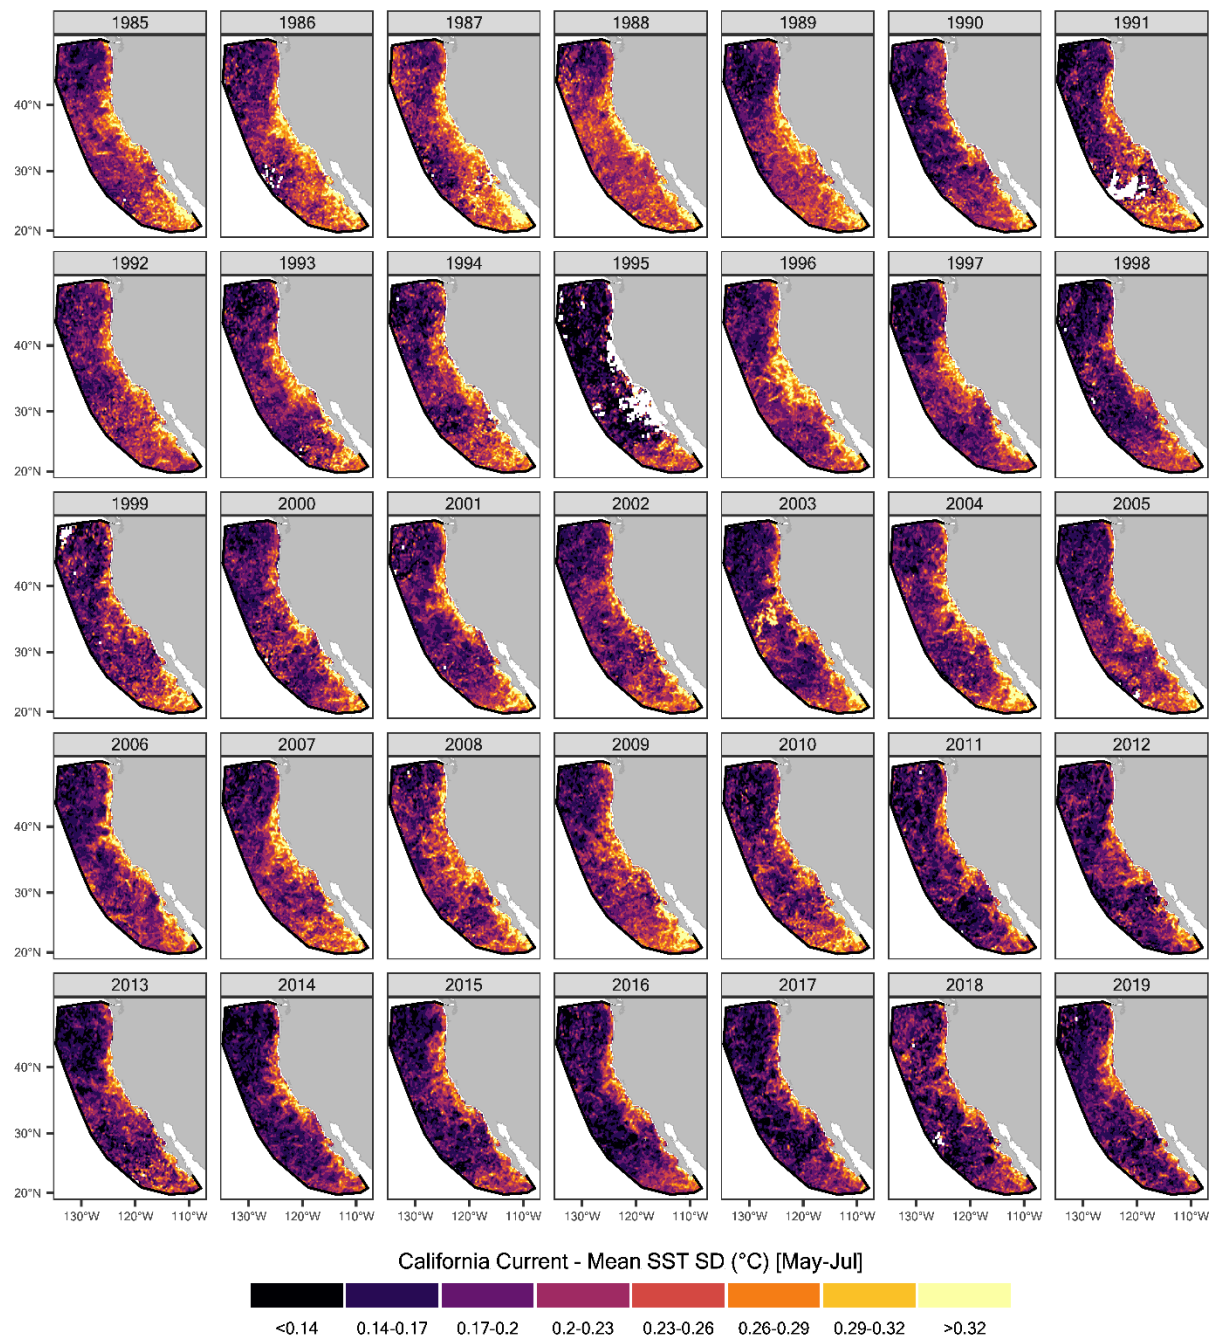 1985 1986 1987 1988 1989 1990 1991
40°N
30°N
20°N
1992 1993 1994 1995 1996 1997 1998
40°N
30°N
20°N
1999 2000 2001 2002 2003 2004 2005
40°N
30°N
20°N
2006 2007 2008 2009 2010 2011 2012
40°N
30°N
20°N
2013 2014 2015 2016 2017 2018 2019
40°N
30°N
20°N
130°W 120°W 110°W 130°W 120°W 110°W 130°W 120°W 110°W 130°W 120°W 110°W 130°W 120°W 110°W 130°W 120°W 110°W 130°W 120°W 110°W
California Current - Mean SST SD (°C) [May-Jul]
<0.14 0.14-0.17 0.17-0.2 0.2-0.23 0.23-0.26 0.26-0.29 0.29-0.32 >0.32